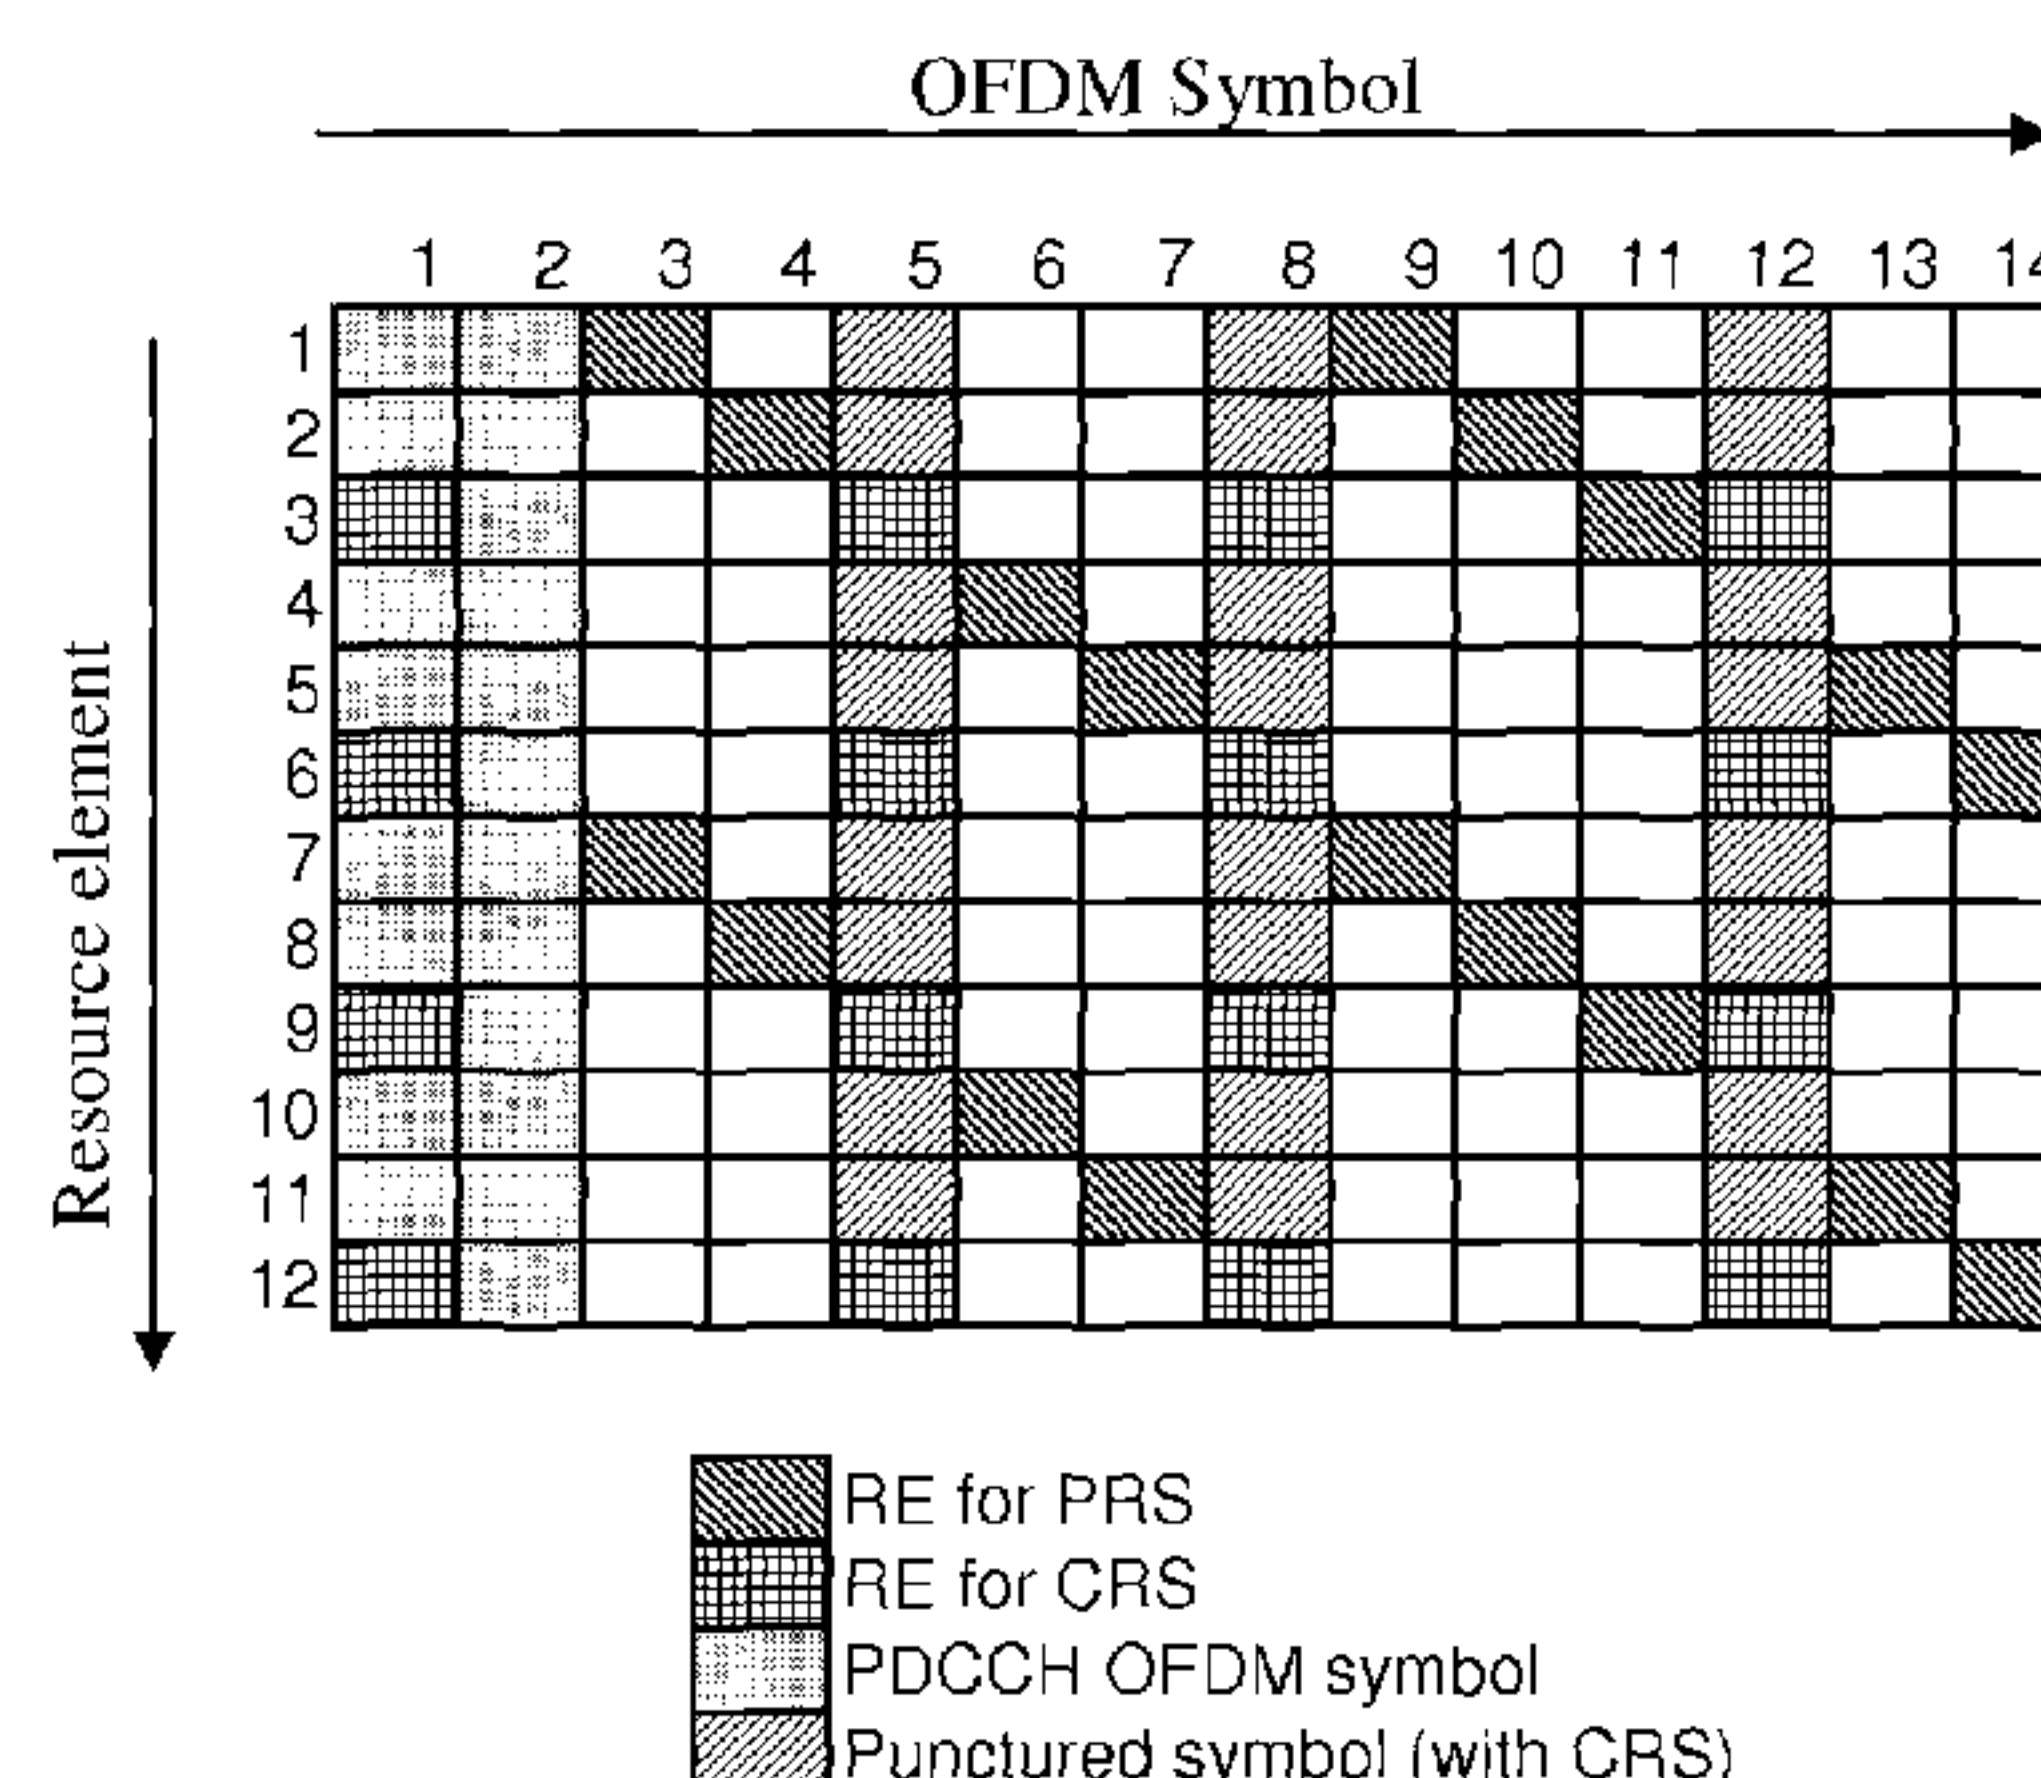 OFDM Symbol
1 2 3 4 5 6 7 8 9 10 11 12 13 14
Resource element
1
2
3
4
5
6
7
8
9
10
11
12
RE for PRS
RE for CRS
PDCCH OFDM symbol
Punctured symbol (with CRS)